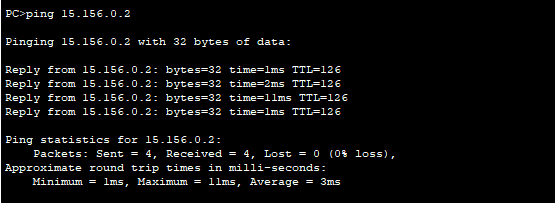 PC>ping 15.156.0.2
Pinging 15.156.0.2 with 32 bytes of data:
Reply from 15.156.0.2: bytes=32 time=1ms TTL=126
Reply from 15.156.0.2: bytes=32 time=2ms TTL=126
Reply from 15.156.0.2: bytes=32 time=11ms TTL=126
Reply from 15.156.0.2: bytes=32 time=1ms TTL=126
Ping statistics for 15.156.0.2:
    Packets: Sent = 4, Received = 4, Lost = 0 (0% loss),
Approximate round trip times in milli-seconds:
    Minimum = 1ms, Maximum = 11ms, Average = 3ms